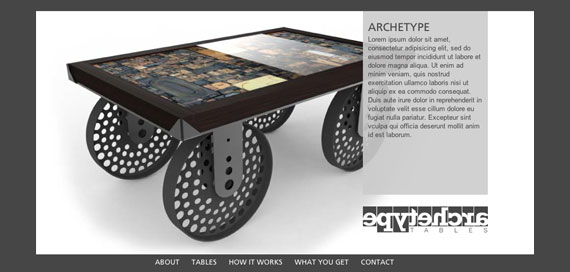 ARCHETYPE
Lorem ipsum dolor sit amet,
consectetur adipisicing elit, sed do
eiusmod tempor incididunt ut labore et
dolore magna aliqua. Ut enim ad
minim veniam, quis nostrud
exercitation ullamco laboris nisi ut
aliquip ex ea commodo consequat.
Duis aute irure dolor in reprehenderit in
voluptate velit esse cillum dolore eu
fugiat nulla pariatur. Excepteur sint
vculpa qui officia deserunt mollit anim
id est laborum.
archetype
TABLES
ABOUT TABLES HOW IT WORKS WHAT YOU GET CONTACT